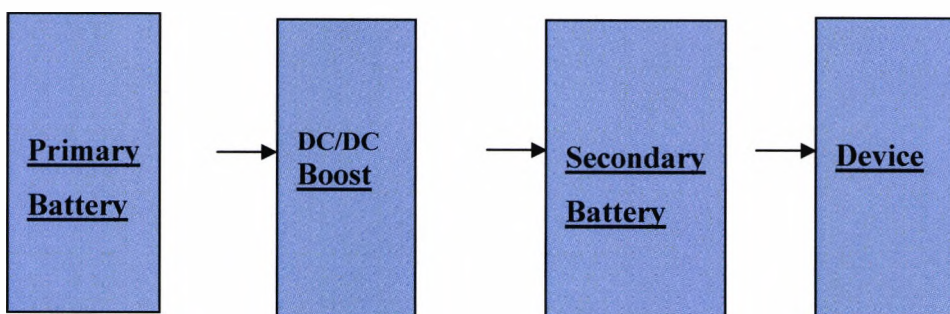 Primary
Battery
DC/DC
Boost
Secondary
Battery
Device